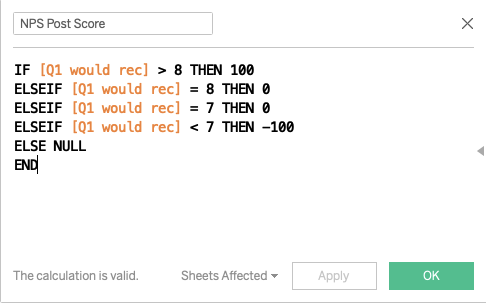 NPS Post Score
IF [Q1 would rec] > 8 THEN 100
ELSEIF [Q1 would rec] = 8 THEN 0
ELSEIF [Q1 would rec] = 7 THEN 0
ELSEIF [Q1 would rec] < 7 THEN -100
ELSE NULL
END
The calculation is valid. Sheets Affected Apply OK